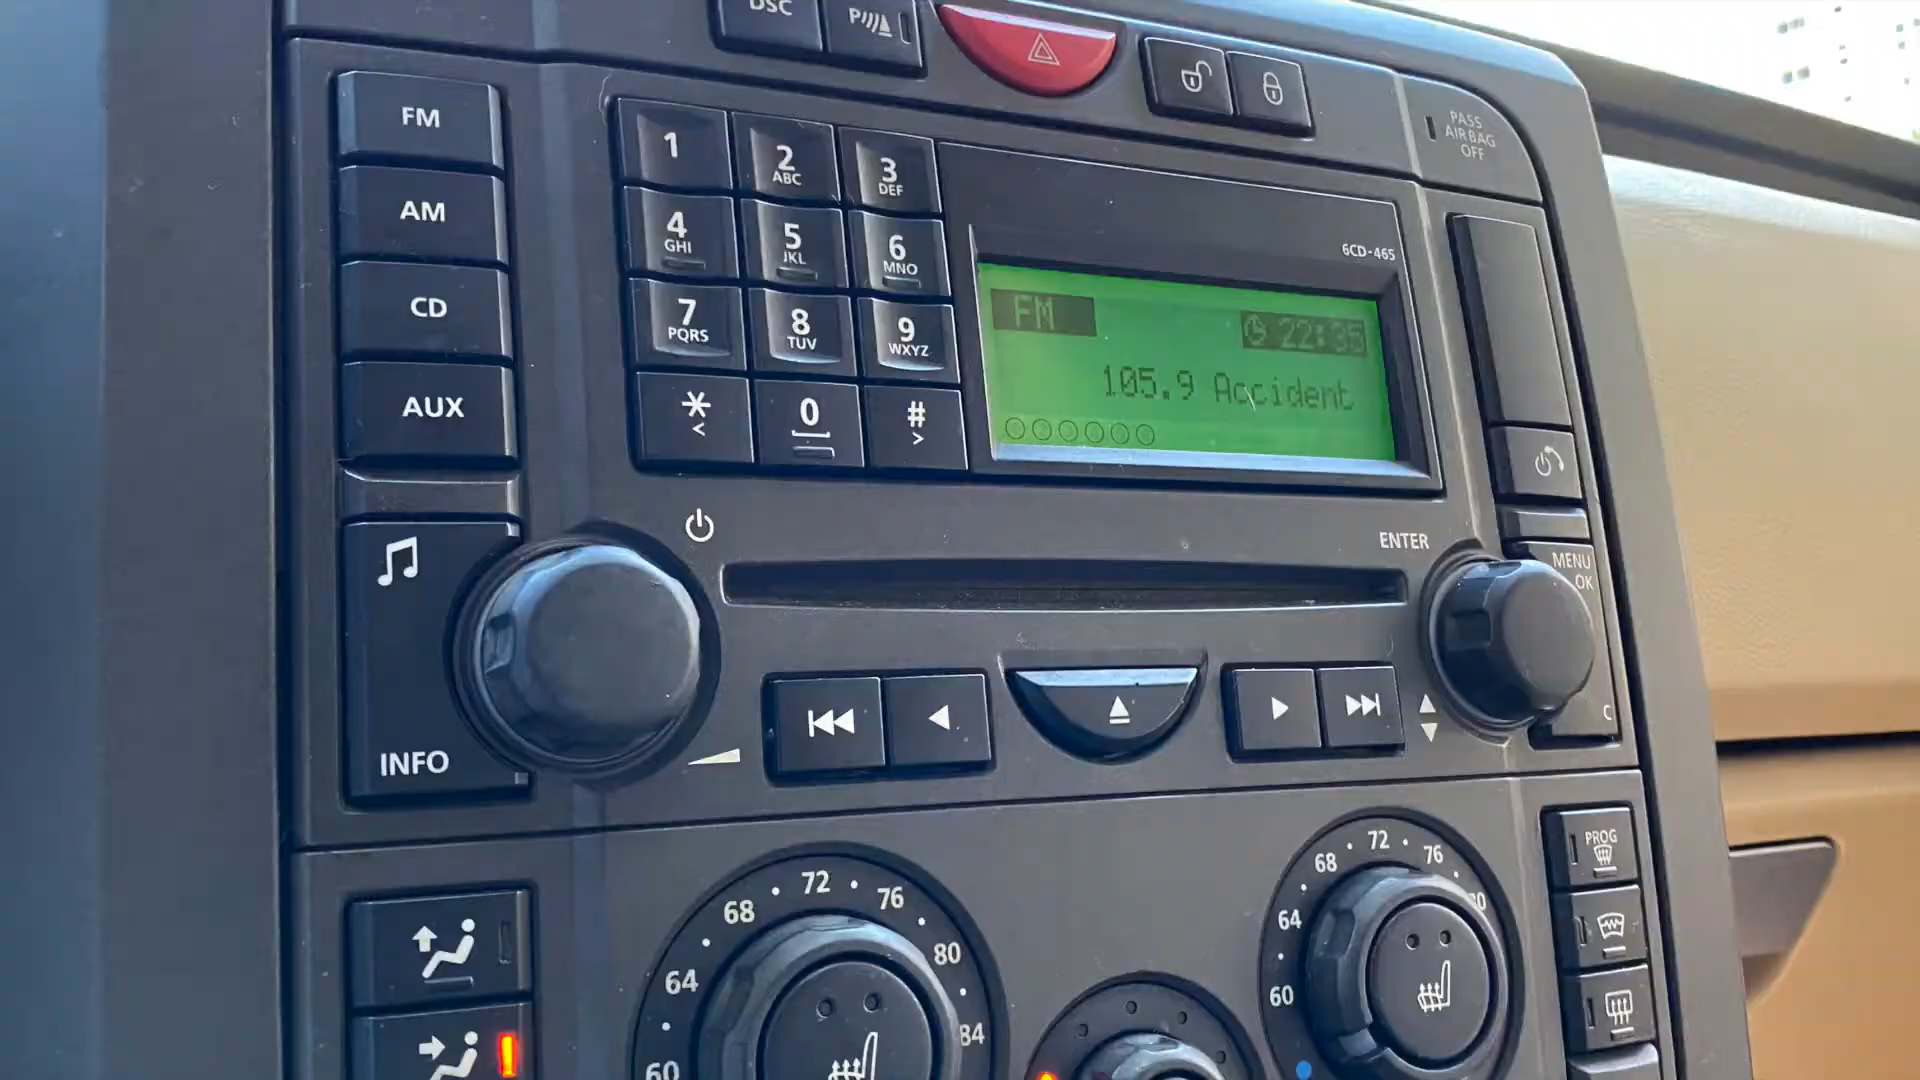 DSC
P
FM
AM
CD
AUX
INFO
1
2
ABC
3
DEF
4
GHI
5
JKL
6
MNO
7
PQRS
8
TUV
9
WXYZ
*
<
0
#
>
PASS
AIRBAG
OFF
6CD-465
FM 22:35
105.9 Accident
ENTER
MENU
OK
C
60 64 68 72 76 80 84
60 64 68 72 76 80
PROG